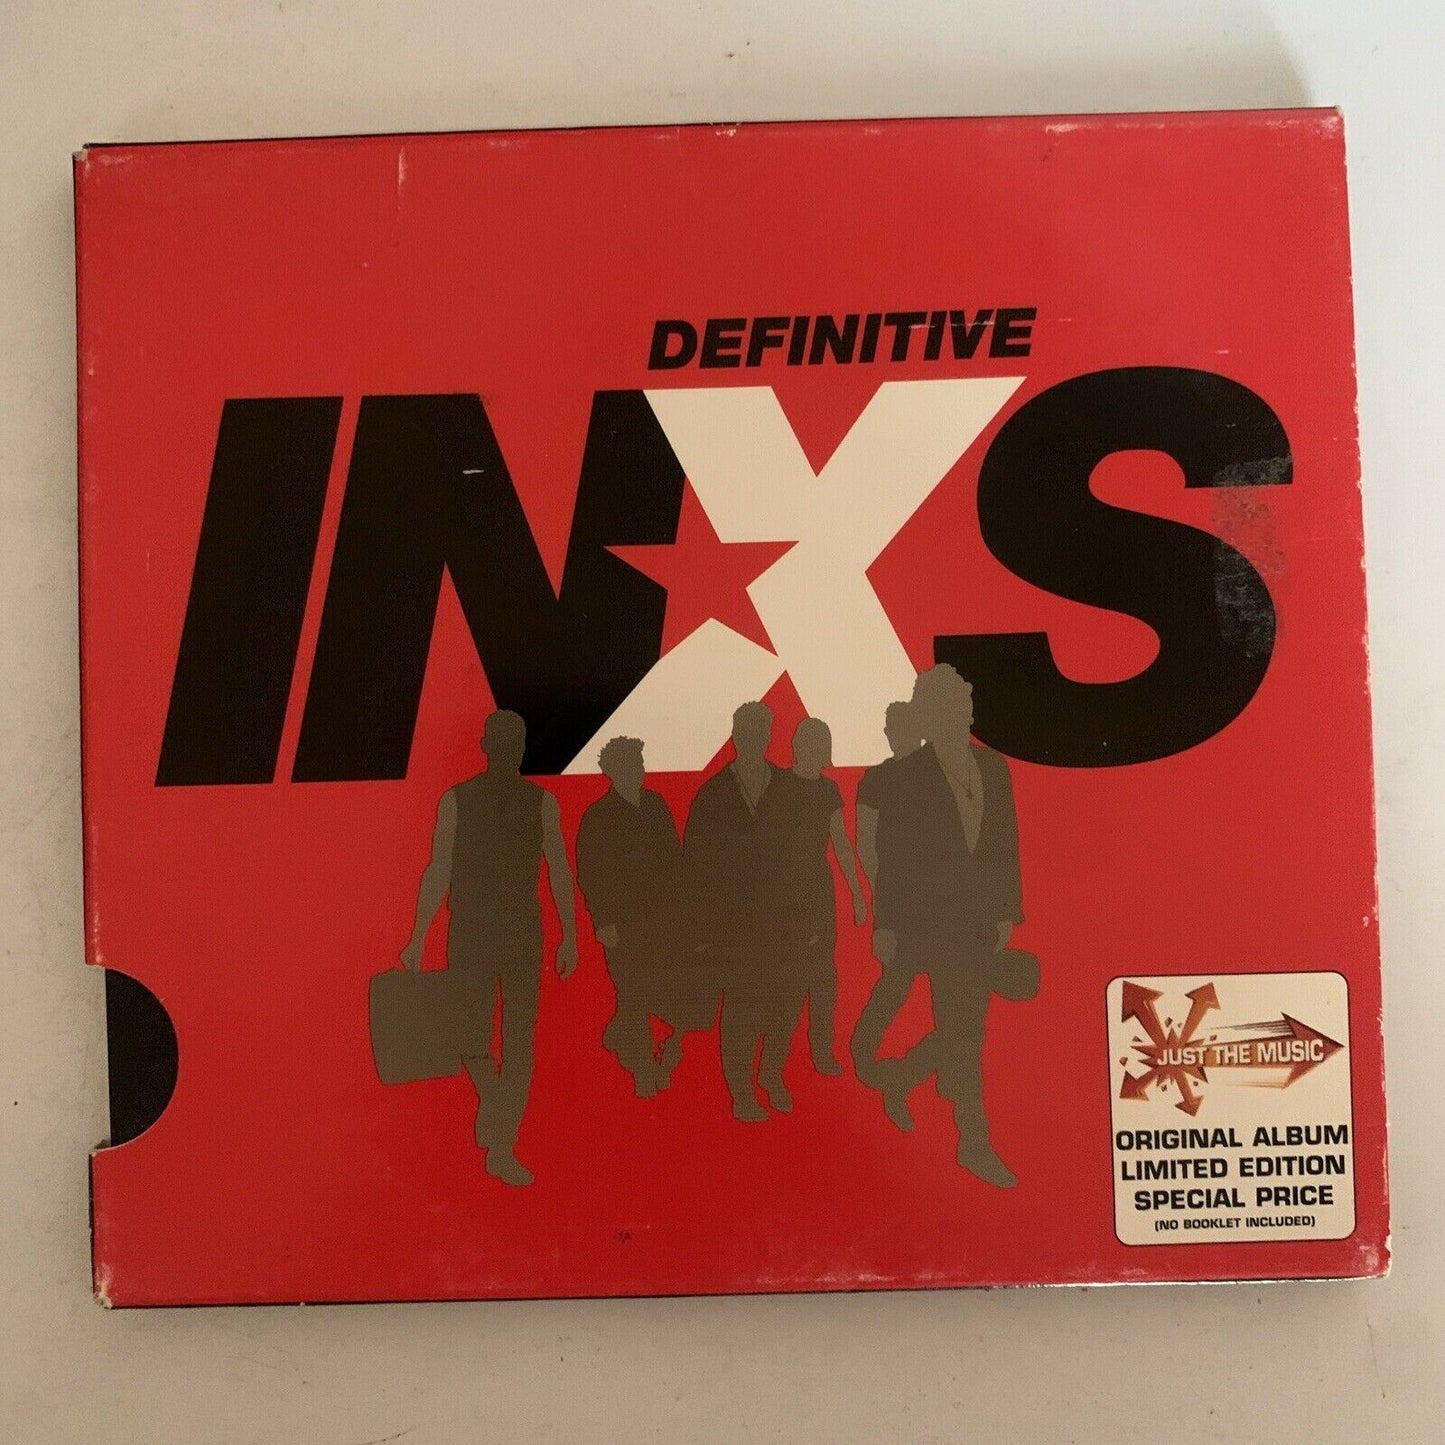 DEFINITIVE
INXS
JUST THE MUSIC
ORIGINAL ALBUM
LIMITED EDITION
SPECIAL PRICE
(NO BOOKLET INCLUDED)